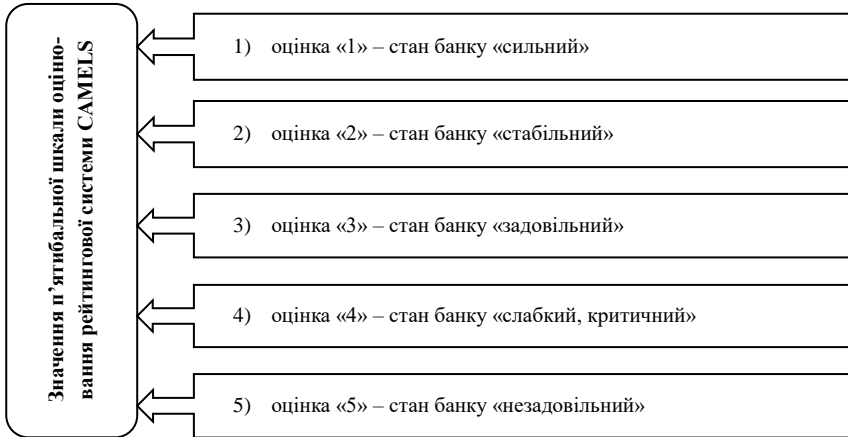 Значення п’ятибальної шкали оціню-
вання рейтингової системи CAMELS
1) оцінка «1» – стан банку «сильний»
2) оцінка «2» – стан банку «стабільний»
3) оцінка «3» – стан банку «задовільний»
4) оцінка «4» – стан банку «слабкий, критичний»
5) оцінка «5» – стан банку «незадовільний»